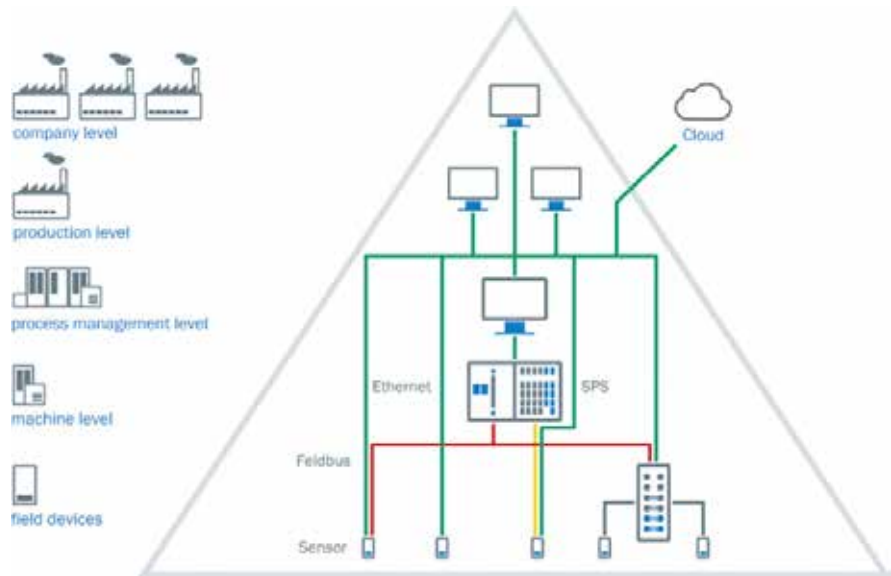 company level
Cloud
production level
process management level
Ethernet
SPS
machine level
Feldbus
field devices
Sensor